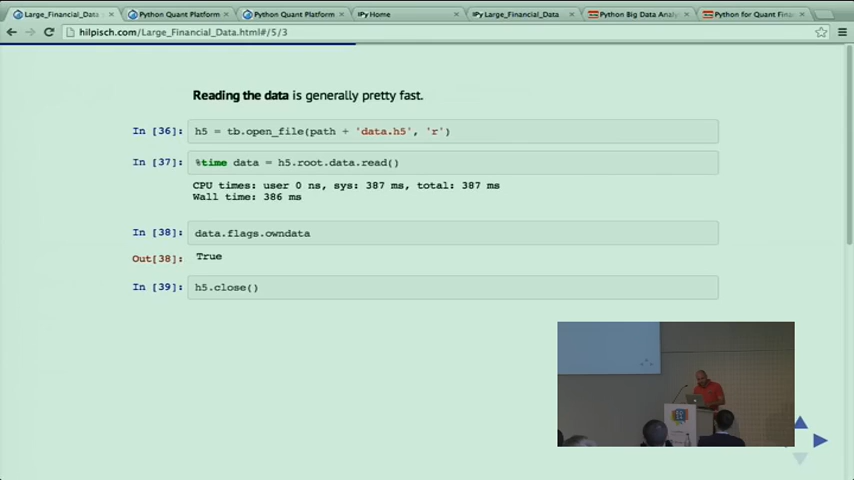 Large_Financial_Data
Python Quant Platform
Python Quant Platform
IPy Home
IPy Large_Financial_Data
Python Big Data Analy
Python for Quant Finan
hilpisch.com/Large_Financial_Data.html#/5/3
Reading the data is generally pretty fast.
In [36]: h5 = tb.open_file(path + 'data.h5', 'r')
In [37]: %time data = h5.root.data.read()
CPU times: user 0 ns, sys: 387 ms, total: 387 ms
Wall time: 386 ms
In [38]: data.flags.owndata
Out[38]: True
In [39]: h5.close()